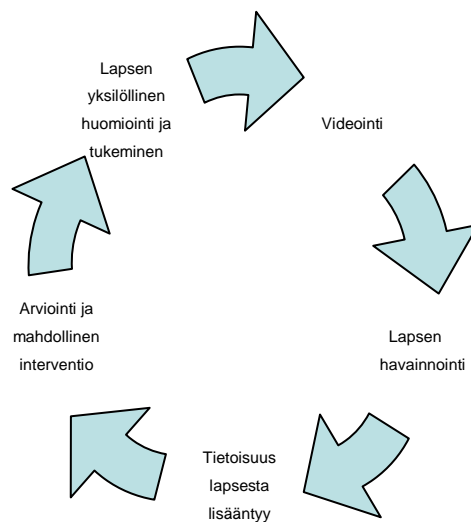 Lapsen
yksilöllinen
huomiointi ja
tukeminen
Videointi
Lapsen
havainnointi
Tietoisuus
lapsesta
lisääntyy
Arviointi ja
mahdollinen
interventio